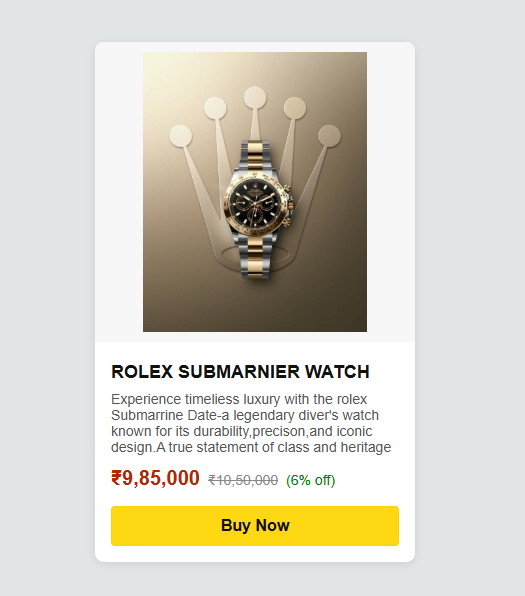 ROLEX SUBMARNIER WATCH
Experience timeliess luxury with the rolex
Submarrine Date-a legendary diver's watch
known for its durability,precison,and iconic
design.A true statement of class and heritage
₹9,85,000 ₹10,50,000 (6% off)
Buy Now